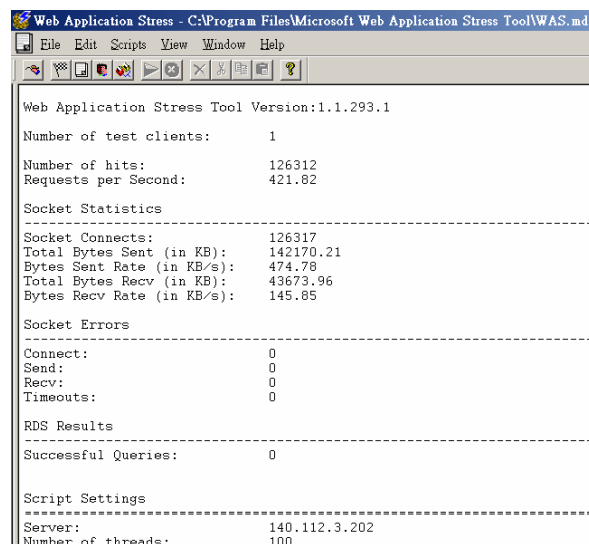 Web Application Stress - C:\Program Files\Microsoft Web Application Stress Tool\WAS.md
File Edit Scripts View Window Help
Web Application Stress Tool Version:1.1.293.1
Number of test clients: 1
Number of hits: 126312
Requests per Second: 421.82
Socket Statistics
Socket Connects: 126317
Total Bytes Sent (in KB): 142170.21
Bytes Sent Rate (in KB/s): 474.78
Total Bytes Recv (in KB): 43673.96
Bytes Recv Rate (in KB/s): 145.85
Socket Errors
Connect: 0
Send: 0
Recv: 0
Timeouts: 0
RDS Results
Successful Queries: 0
Script Settings
Server: 140.112.3.202
Number of threads: 100